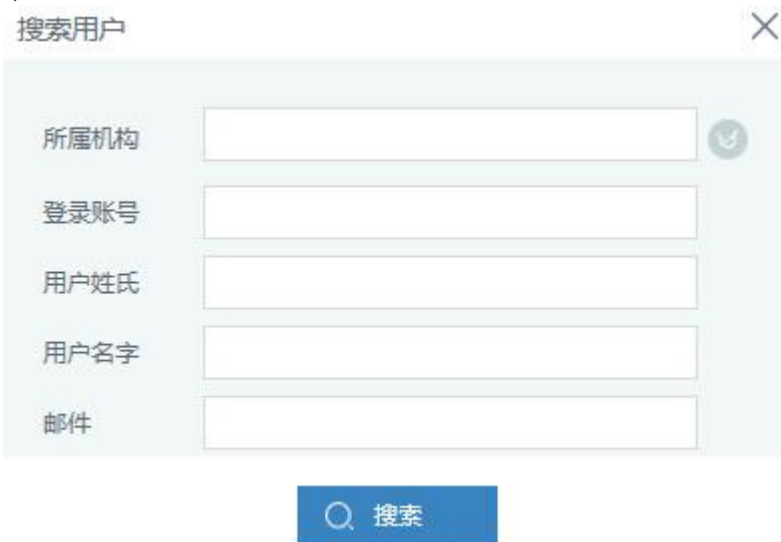 搜索用户
所属机构
登录账号
用户姓氏
用户名字
邮件
搜索